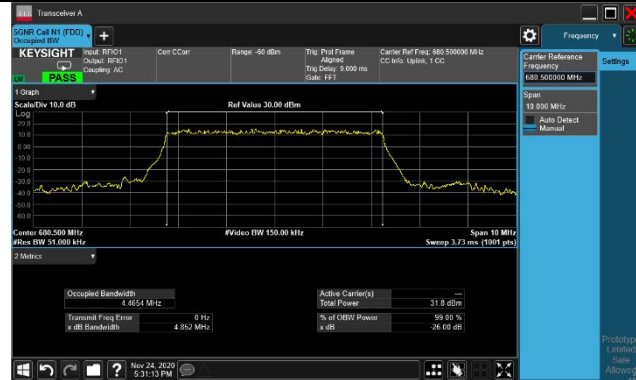 Transceiver A
5GNR Cell N1 (FDD)
Occupied BW
Frequency
KEYSIGHT
Input: RFIO1
Output: RFIO1
Coupling: AC
Corr CCorr
Range: -60 dBm
Trig: Prot Frame
Aligned
Trig Delay: 9.000 ms
Gate: FFT
Carrier Ref Freq: 680.500000 MHz
CC Info: Uplink, 1 CC
PASS
Carrier Reference
Frequency
680.500000 MHz
Settings
Span
10.000 MHz
Auto Detect
Manual
1 Graph
Scale/Div 10.0 dB
Ref Value 30.00 dBm
Log
20.0
10.0
0.00
-10.0
-20.0
-30.0
-40.0
-50.0
-60.0
Center 680.500 MHz
#Video BW 150.00 kHz
Span 10 MHz
#Res BW 51.000 kHz
Sweep 3.73 ms (1001 pts)
2 Metrics
Occupied Bandwidth
4.4654 MHz
Active Carrier(s) ---
Total Power 31.8 dBm
Transmit Freq Error 0 Hz
x dB Bandwidth 4.852 MHz
% of OBW Power 99.00 %
x dB -26.00 dB
Prototype
Limited
Sale
Allowed
Nov 24, 2020
5:31:13 PM